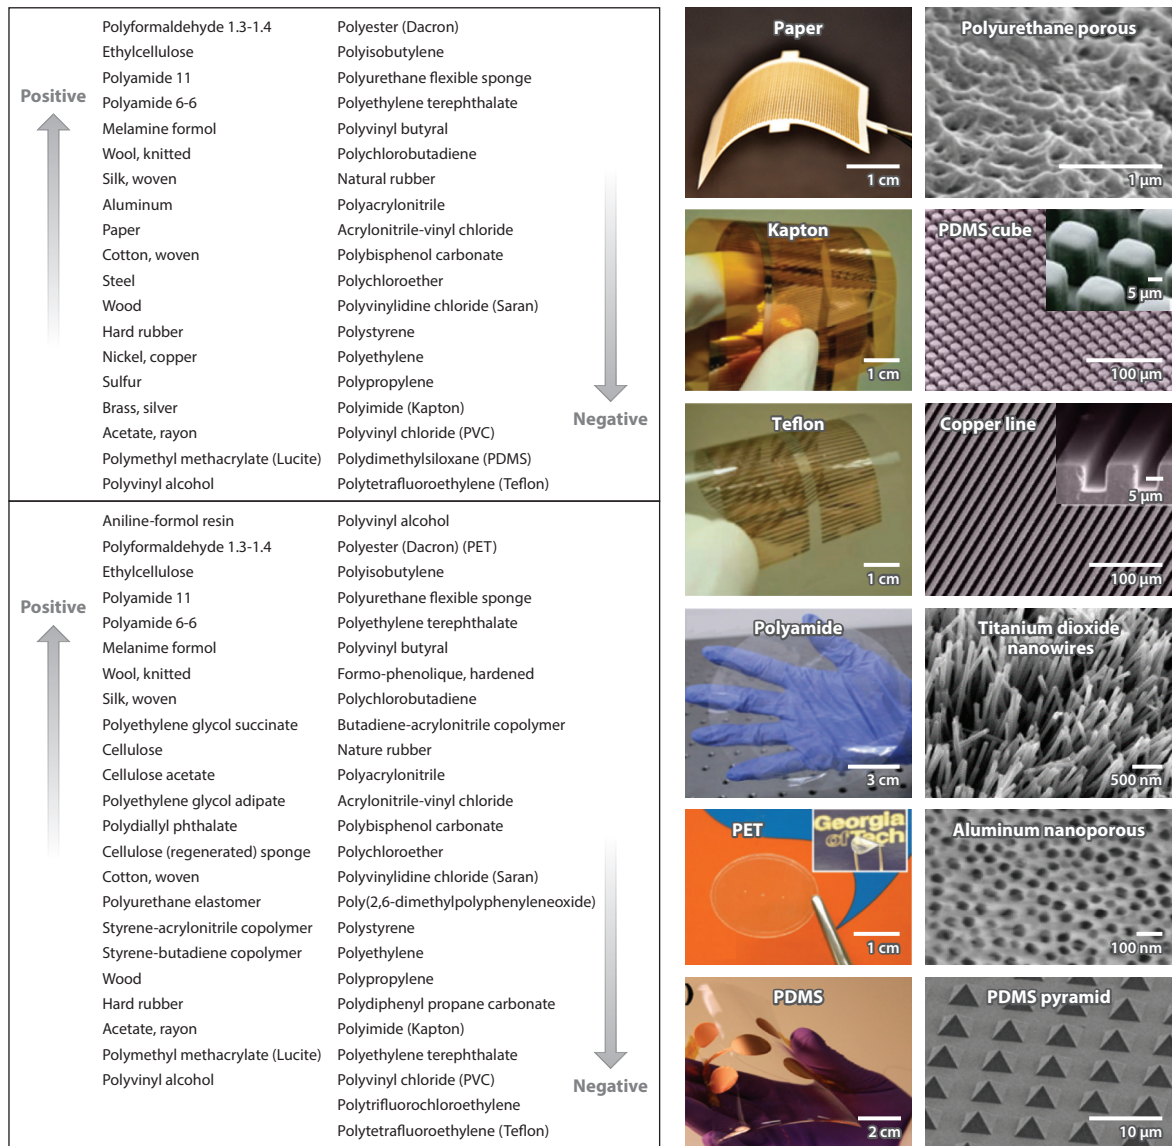 Positive
Polyformaldehyde 1.3-1.4
Ethylcellulose
Polyamide 11
Polyamide 6-6
Melamine formol
Wool, knitted
Silk, woven
Aluminum
Paper
Cotton, woven
Steel
Wood
Hard rubber
Nickel, copper
Sulfur
Brass, silver
Acetate, rayon
Polymethyl methacrylate (Lucite)
Polyvinyl alcohol
Polyester (Dacron)
Polyisobutylene
Polyurethane flexible sponge
Polyethylene terephthalate
Polyvinyl butyral
Polychlorobutadiene
Natural rubber
Polyacrylonitrile
Acrylonitrile-vinyl chloride
Polybisphenol carbonate
Polychloroether
Polyvinylidine chloride (Saran)
Polystyrene
Polyethylene
Polypropylene
Polyimide (Kapton)
Polyvinyl chloride (PVC)
Polydimethylsiloxane (PDMS)
Polytetrafluoroethylene (Teflon)
Negative
Positive
Aniline-formol resin
Polyformaldehyde 1.3-1.4
Ethylcellulose
Polyamide 11
Polyamide 6-6
Melanime formol
Wool, knitted
Silk, woven
Polyethylene glycol succinate
Cellulose
Cellulose acetate
Polyethylene glycol adipate
Polydiallyl phthalate
Cellulose (regenerated) sponge
Cotton, woven
Polyurethane elastomer
Styrene-acrylonitrile copolymer
Styrene-butadiene copolymer
Wood
Hard rubber
Acetate, rayon
Polymethyl methacrylate (Lucite)
Polyvinyl alcohol
Polyvinyl alcohol
Polyester (Dacron) (PET)
Polyisobutylene
Polyurethane flexible sponge
Polyethylene terephthalate
Polyvinyl butyral
Formo-phenolique, hardened
Polychlorobutadiene
Butadiene-acrylonitrile copolymer
Nature rubber
Polyacrylonitrile
Acrylonitrile-vinyl chloride
Polybisphenol carbonate
Polychloroether
Polyvinylidine chloride (Saran)
Poly(2,6-dimethylpolyphenyleneoxide)
Polystyrene
Polyethylene
Polypropylene
Polydiphenyl propane carbonate
Polyimide (Kapton)
Polyethylene terephthalate
Polyvinyl chloride (PVC)
Polytrifluorochloroethylene
Polytetrafluoroethylene (Teflon)
Negative
Paper
1 cm
Polyurethane porous
1 µm
Kapton
1 cm
PDMS cube
5 µm
100 µm
Teflon
1 cm
Copper line
5 µm
100 µm
Polyamide
3 cm
Titanium dioxide
nanowires
500 nm
PET
Georgia
of Tech
1 cm
Aluminum nanoporous
100 nm
)
PDMS
2 cm
PDMS pyramid
10 µm